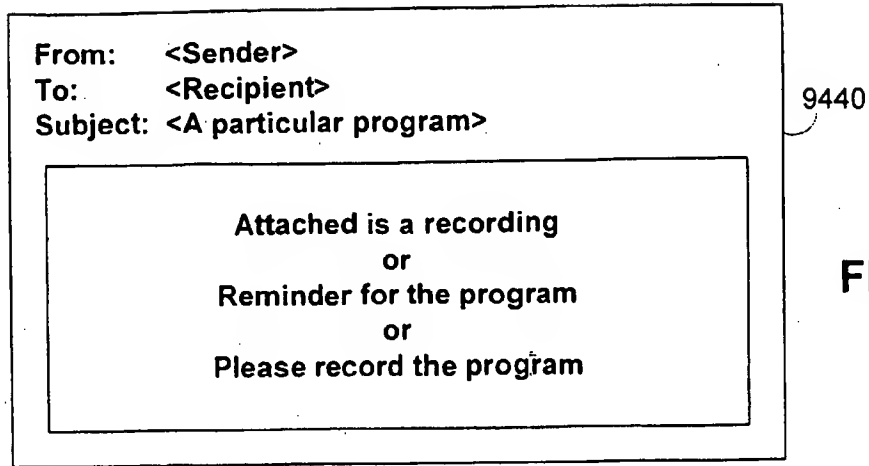 From: <Sender>
To: <Recipient>
Subject: <A particular program>
9440
Attached is a recording
or
Reminder for the program
or
Please record the program